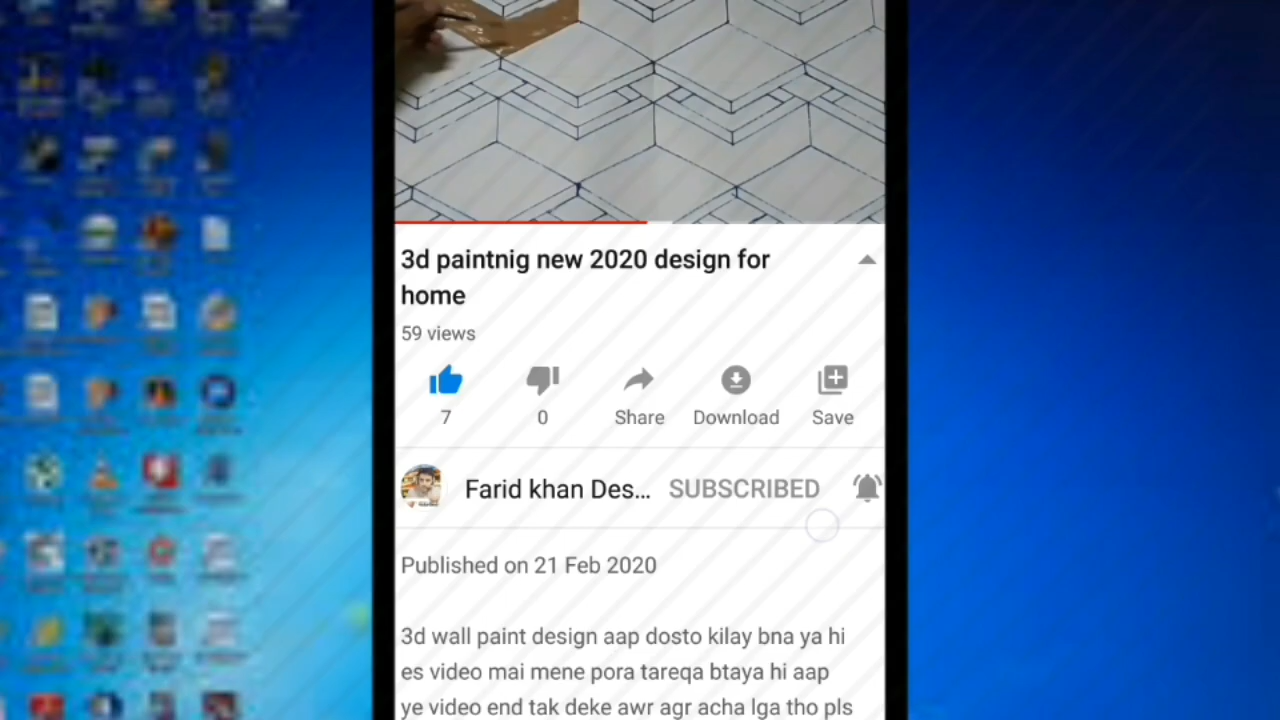 3d paintnig new 2020 design for
home
59 views
7
0
Share
Download
Save
Farid khan Des...
SUBSCRIBED
Published on 21 Feb 2020
3d wall paint design aap dosto kilay bna ya hi
es video mai mene pora tareqa btaya hi aap
ye video end tak deke awr agr acha lga tho pls